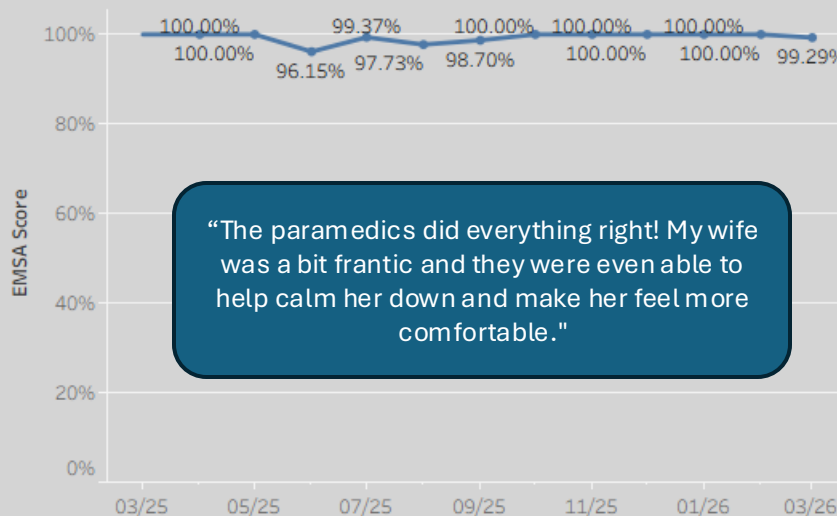 100.00% 99.37% 100.00% 100.00% 100.00%
100%
100.00% 96.15% 97.73% 98.70% 100.00% 100.00% 99.29%
80%
60%
40%
20%
0%
EMSA Score
“The paramedics did everything right! My wife
was a bit frantic and they were even able to
help calm her down and make her feel more
comfortable."
03/25 05/25 07/25 09/25 11/25 01/26 03/26